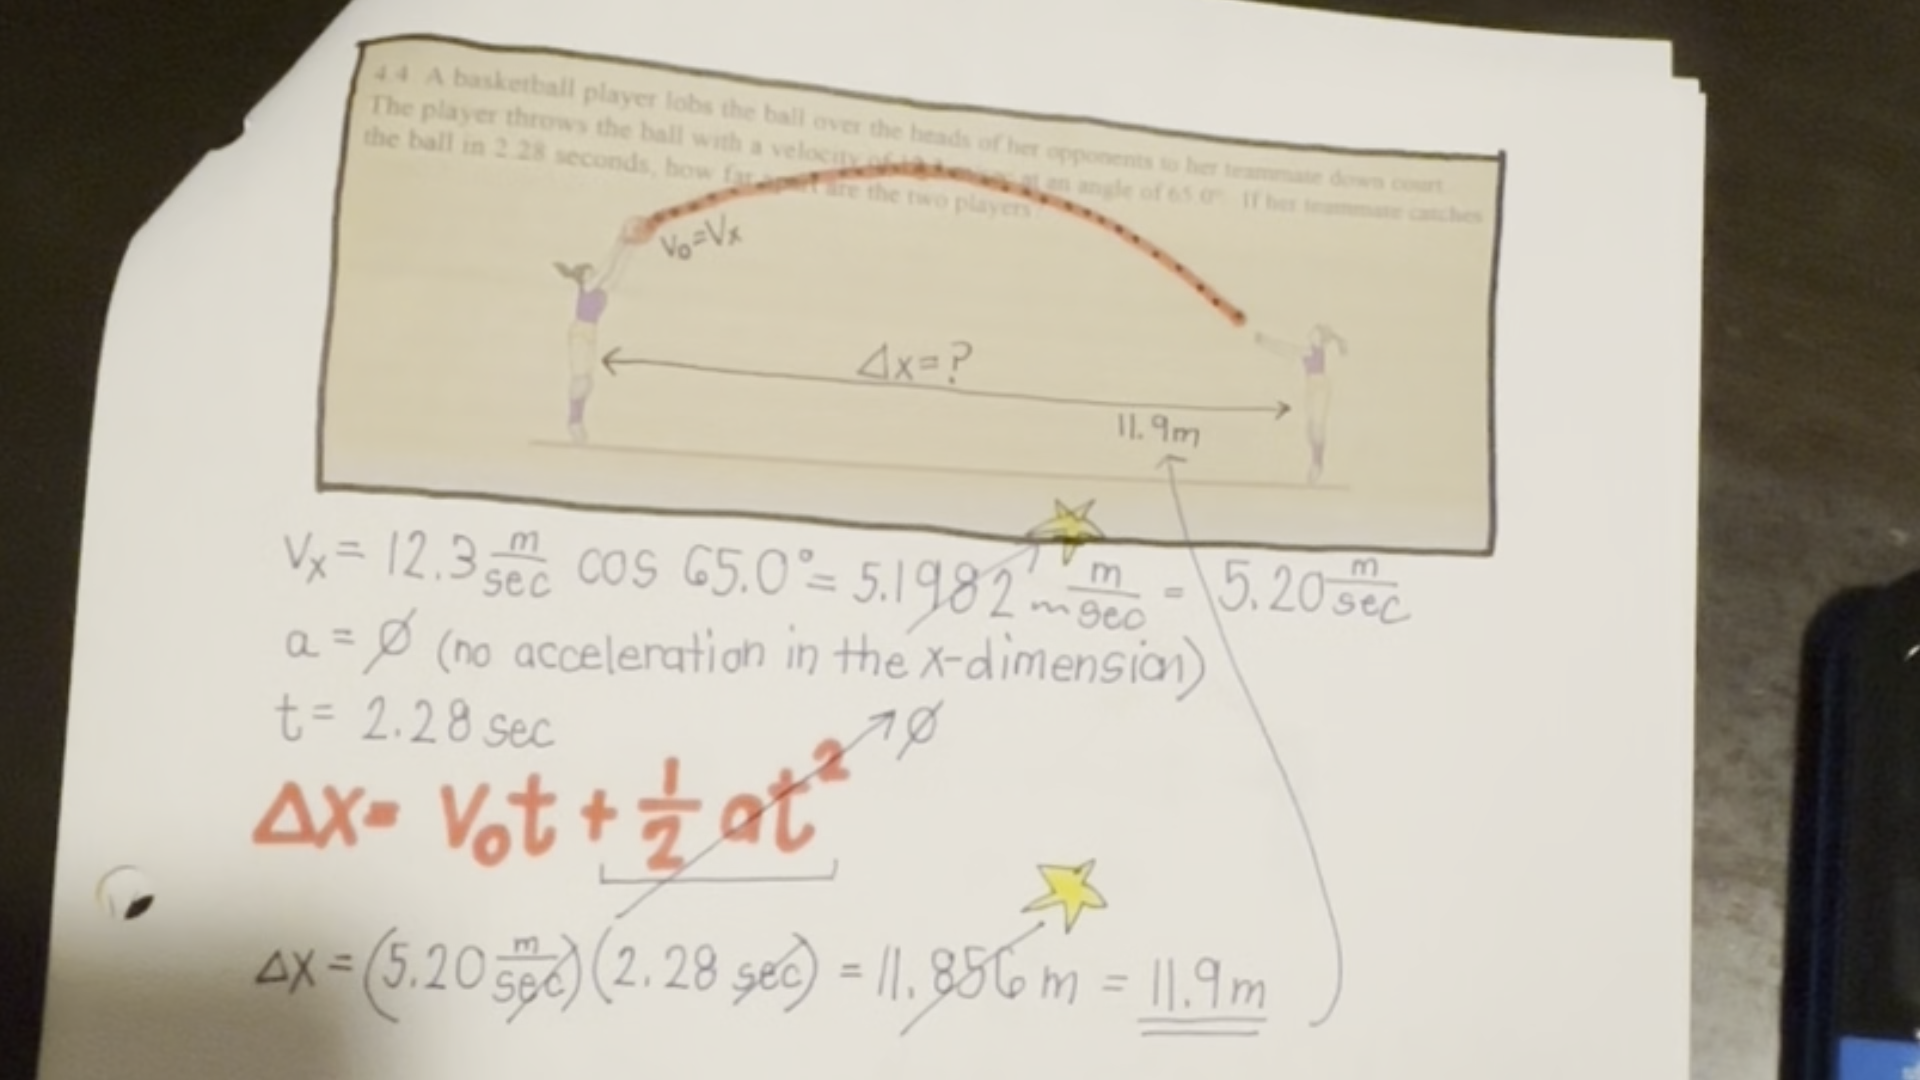 4.4 A basketball player lobs the ball over the heads of her opponents to her teammate down court.
The player throws the ball with a velocity of at an angle of 65.0° If her teammate catches
the ball in 2.28 seconds, how far apart are the two players
V₀=Vx
Δx=?
11.9m
Vx = 12.3 m/sec cos 65.0° = 5.1982 m m/sec = 5.20 m/sec
a = Ø (no acceleration in the x-dimension)
t = 2.28 sec
Ø
Δx = V₀t + 1/2 at²
Δx = (5.20 m/sec)(2.28 sec) = 11.856 m = 11.9m